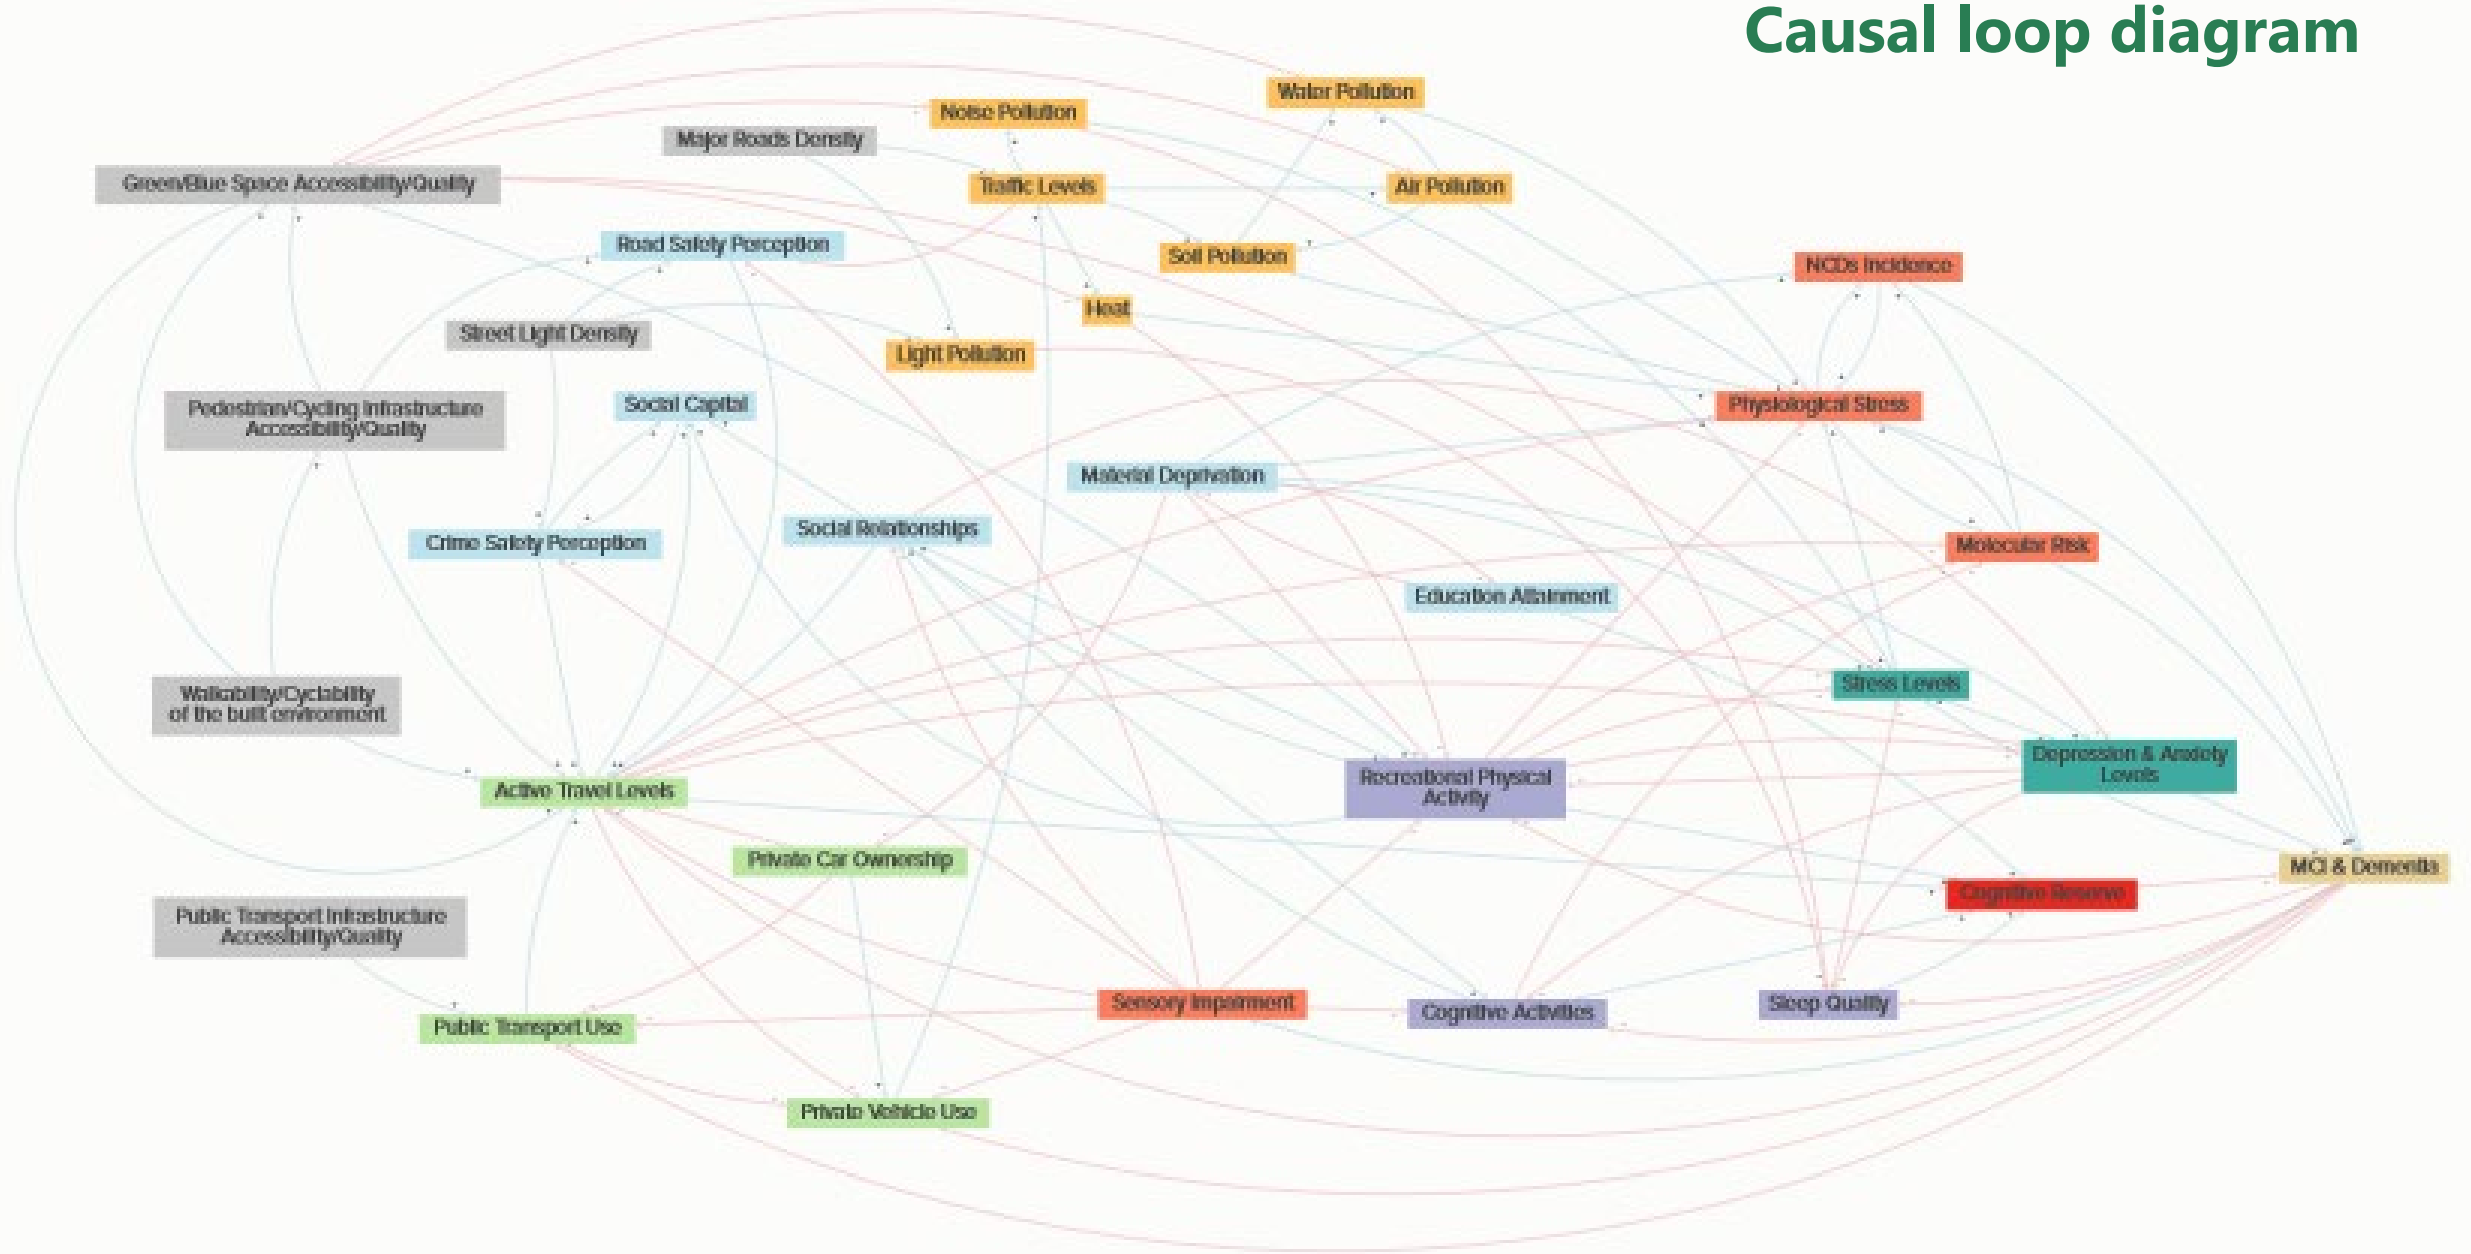 Causal loop diagram
Water Pollution
Noise Pollution
Major Roads Density
Green/Blue Space Accessibility/Quality
Traffic Levels
Air Pollution
Road Safety Perception
Soil Pollution
NCDs Incidence
Heat
Street Light Density
Light Pollution
Pedestrian/Cycling Infrastructure
Accessibility/Quality
Social Capital
Physiological Stress
Material Deprivation
Social Relationships
Crime Safety Perception
Molecular Risk
Education Attainment
Walkability/Cyclability
of the built environment
Stress Levels
Depression & Anxiety
Levels
Recreational Physical
Activity
Active Travel Levels
Private Car Ownership
MCI & Dementia
Cognitive Reserve
Public Transport Infrastructure
Accessibility/Quality
Sensory Impairment
Cognitive Activities
Sleep Quality
Public Transport Use
Private Vehicle Use